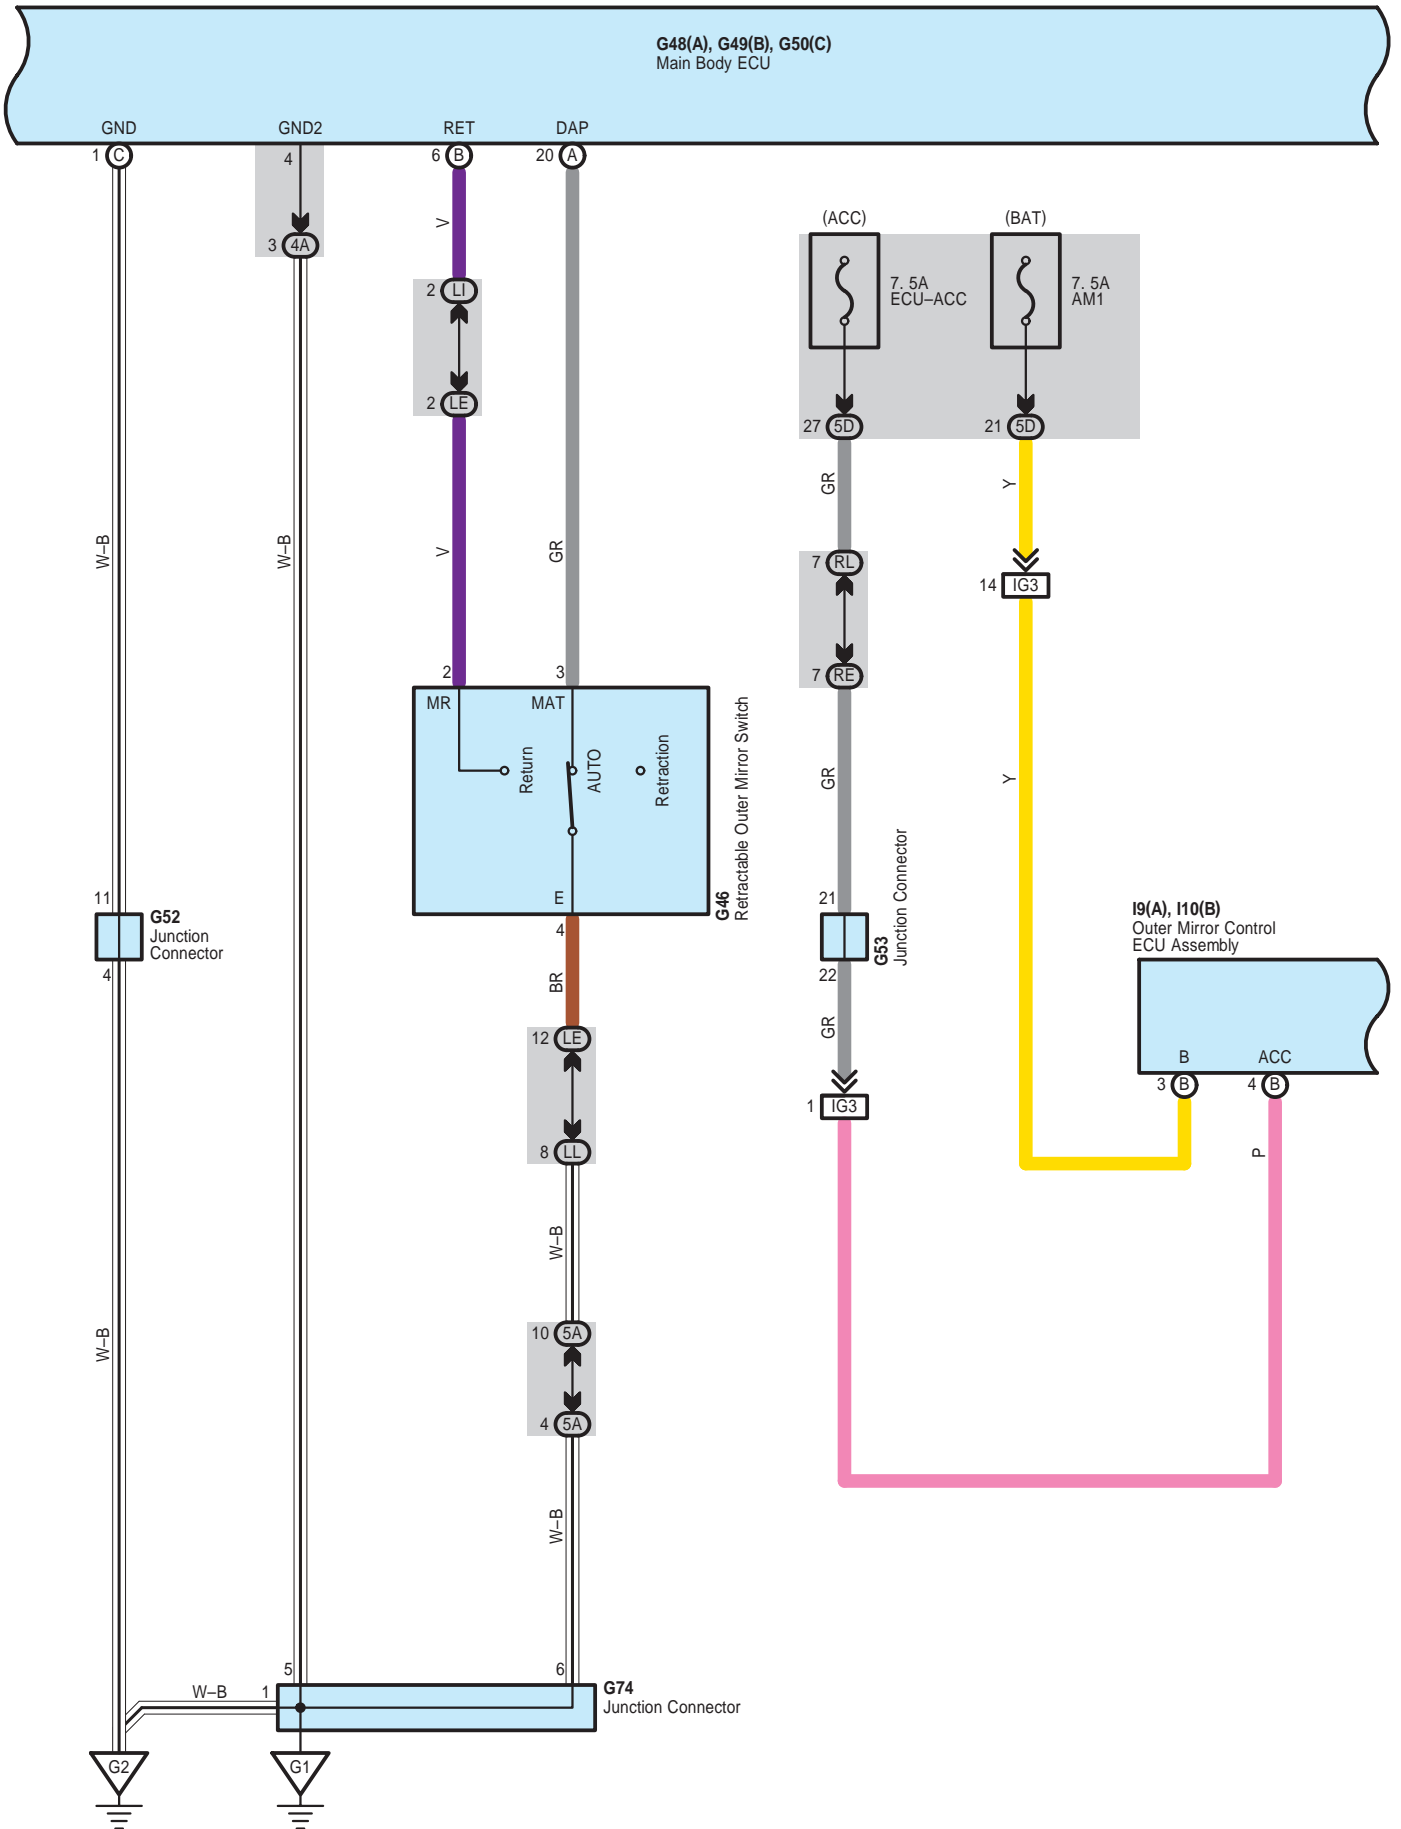 G48(A), G49(B), G50(C)
Main Body ECU
GND
GND2
RET
DAP
1 C
4
6 B
20 A
3 4A
V
2 LI
2 LE
(ACC)
(BAT)
7. 5A
ECU–ACC
7. 5A
AM1
27 5D
21 5D
GR
Y
W–B
W–B
V
GR
7 RL
14 IG3
7 RE
2
3
MR
MAT
Return
AUTO
Retraction
E
G46
Retractable Outer Mirror Switch
GR
Y
11
G52
Junction
Connector
4
4
BR
21
G53
Junction Connector
22
GR
I9(A), I10(B)
Outer Mirror Control
ECU Assembly
B
ACC
3 B
4 B
12 LE
8 LL
1 IG3
P
W–B
W–B
10 5A
4 5A
W–B
5
6
W–B
1
G74
Junction Connector
G2
G1